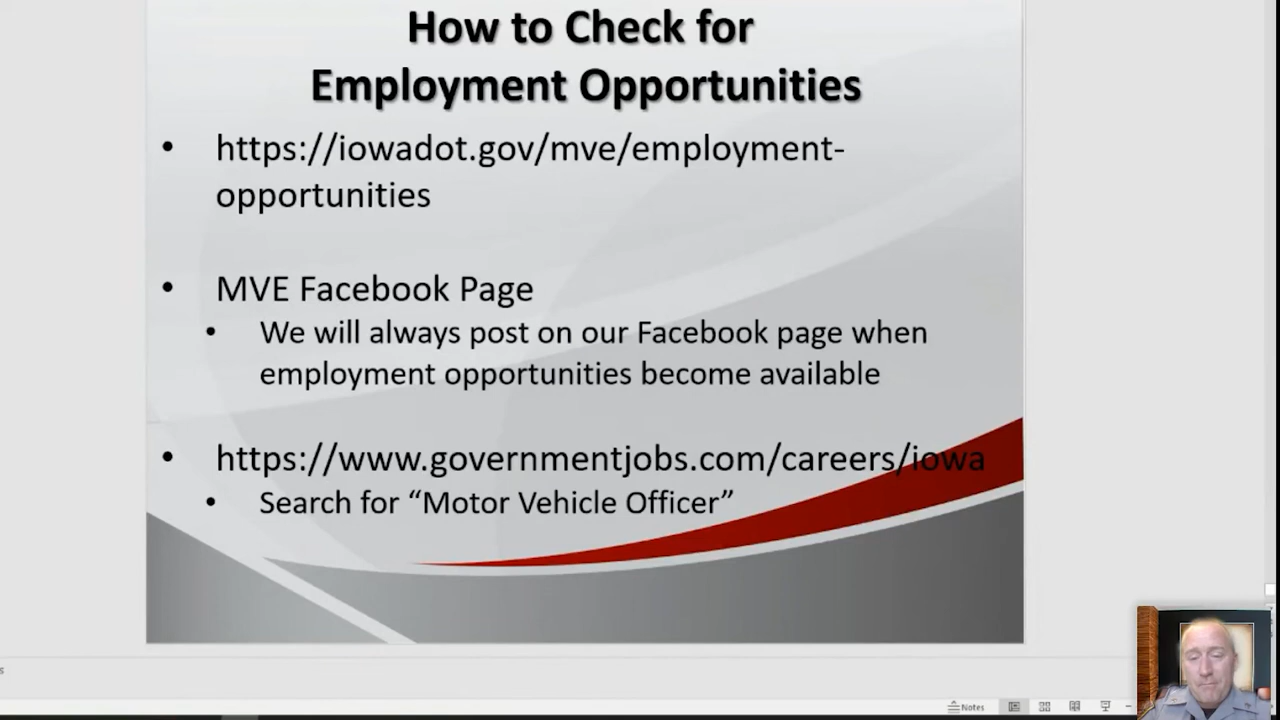 How to Check for
Employment Opportunities
• https://iowadot.gov/mve/employment-
opportunities
• MVE Facebook Page
• We will always post on our Facebook page when
employment opportunities become available
• https://www.governmentjobs.com/careers/iowa
• Search for “Motor Vehicle Officer”
Notes